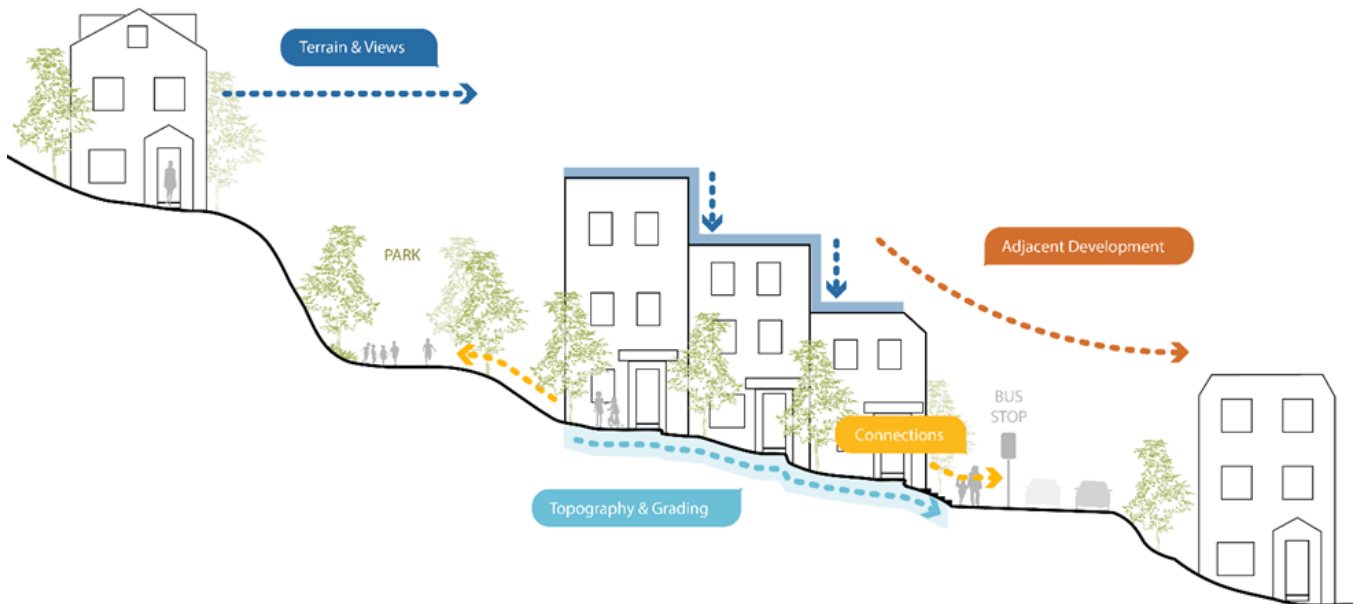 Terrain & Views
PARK
Adjacent Development
BUS
STOP
Connections
Topography & Grading